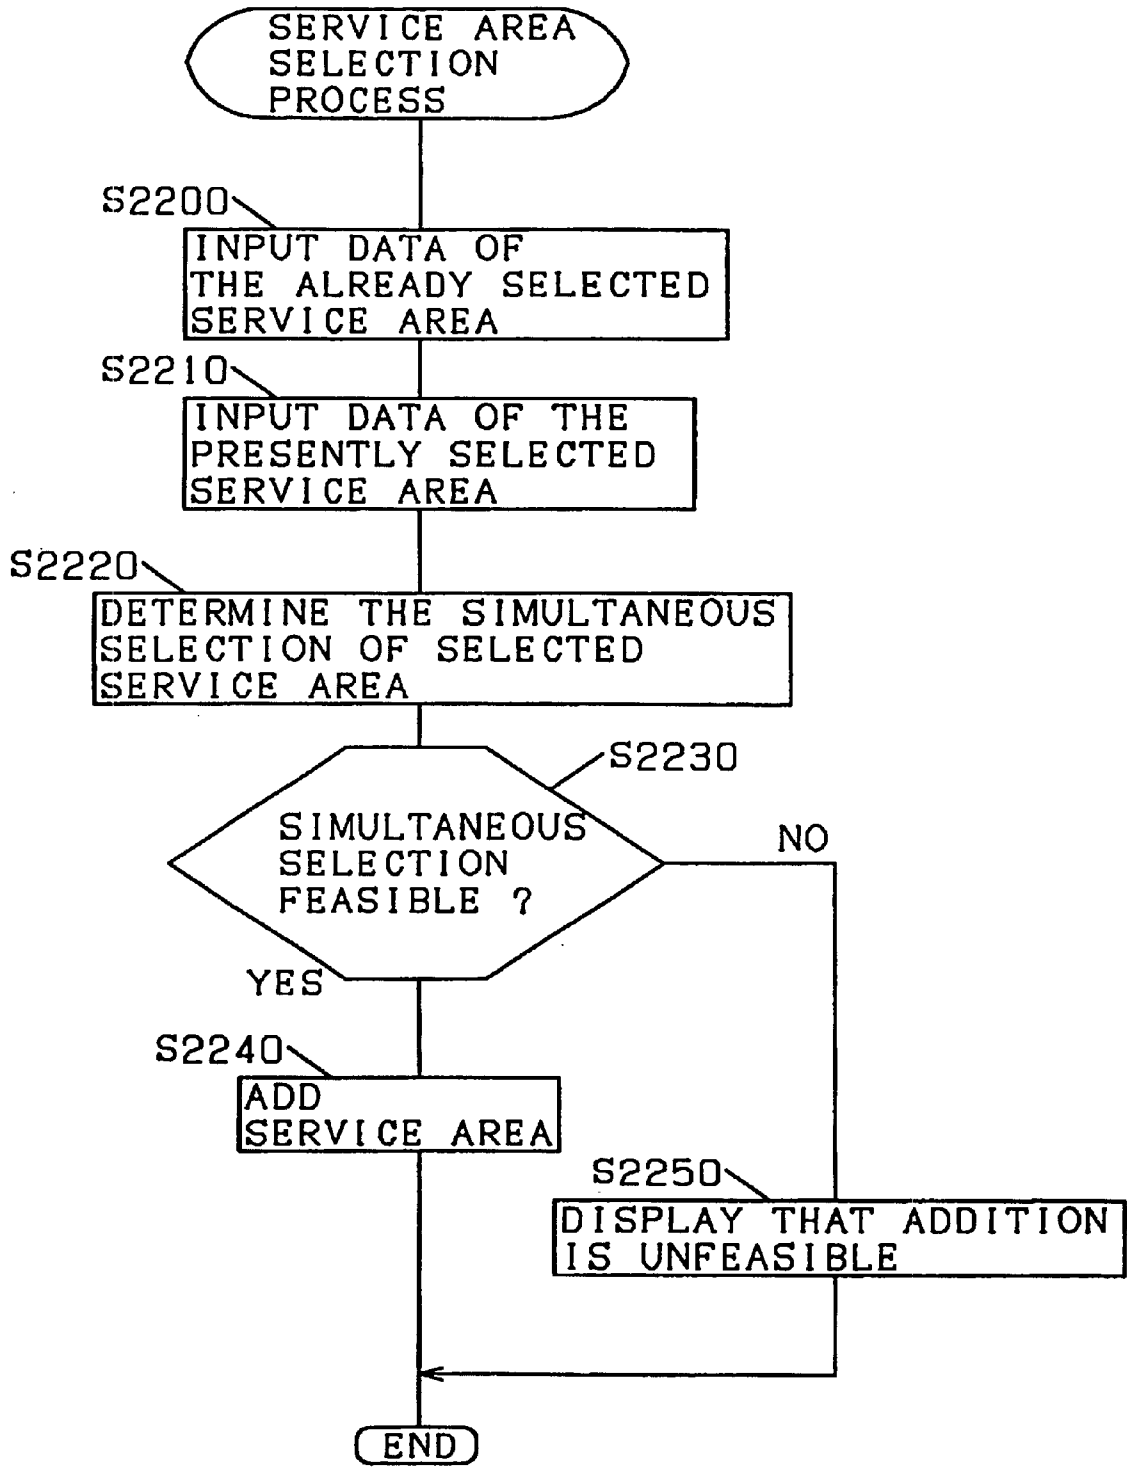 SERVICE AREA
SELECTION
PROCESS
S2200
INPUT DATA OF
THE ALREADY SELECTED
SERVICE AREA
S2210
INPUT DATA OF THE
PRESENTLY SELECTED
SERVICE AREA
S2220
DETERMINE THE SIMULTANEOUS
SELECTION OF SELECTED
SERVICE AREA
S2230
SIMULTANEOUS
SELECTION
FEASIBLE ?
NO
YES
S2240
ADD
SERVICE AREA
S2250
DISPLAY THAT ADDITION
IS UNFEASIBLE
END